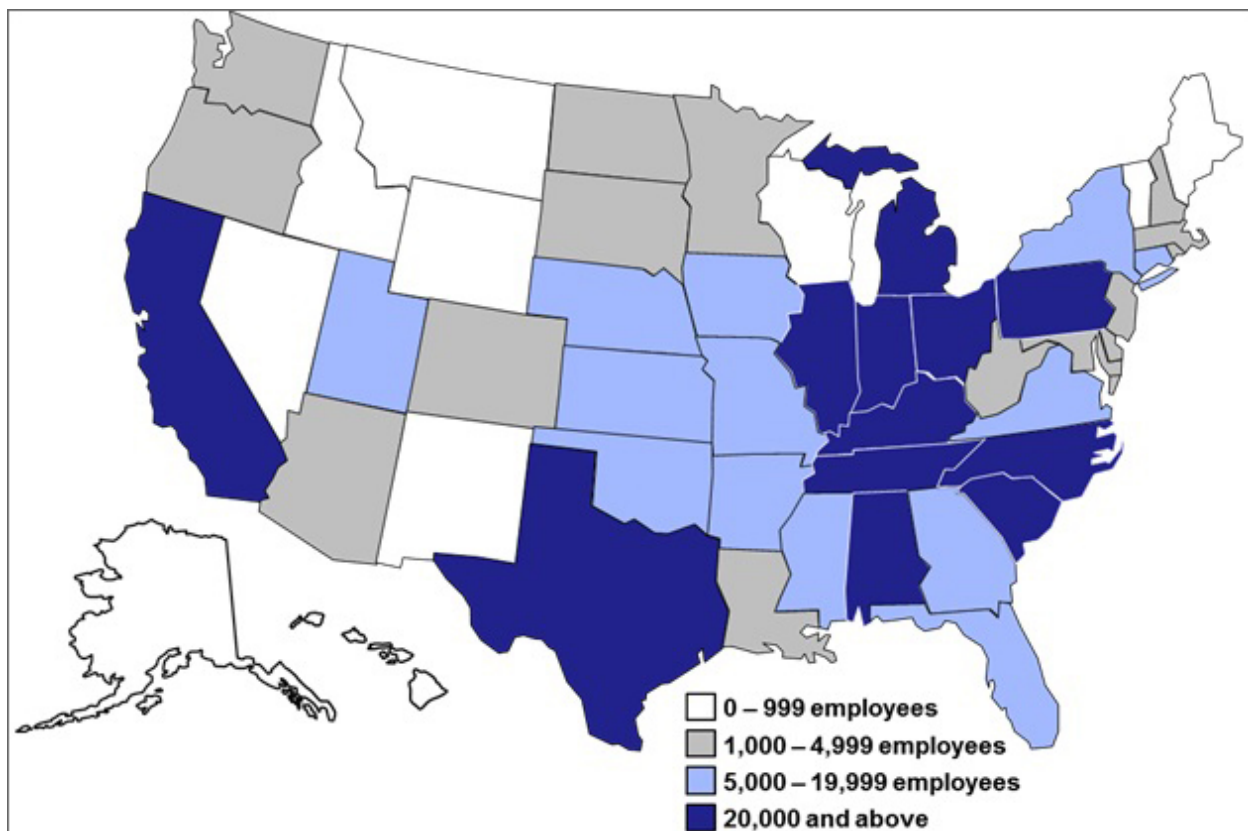 0 – 999 employees
1,000 – 4,999 employees
5,000 – 19,999 employees
20,000 and above